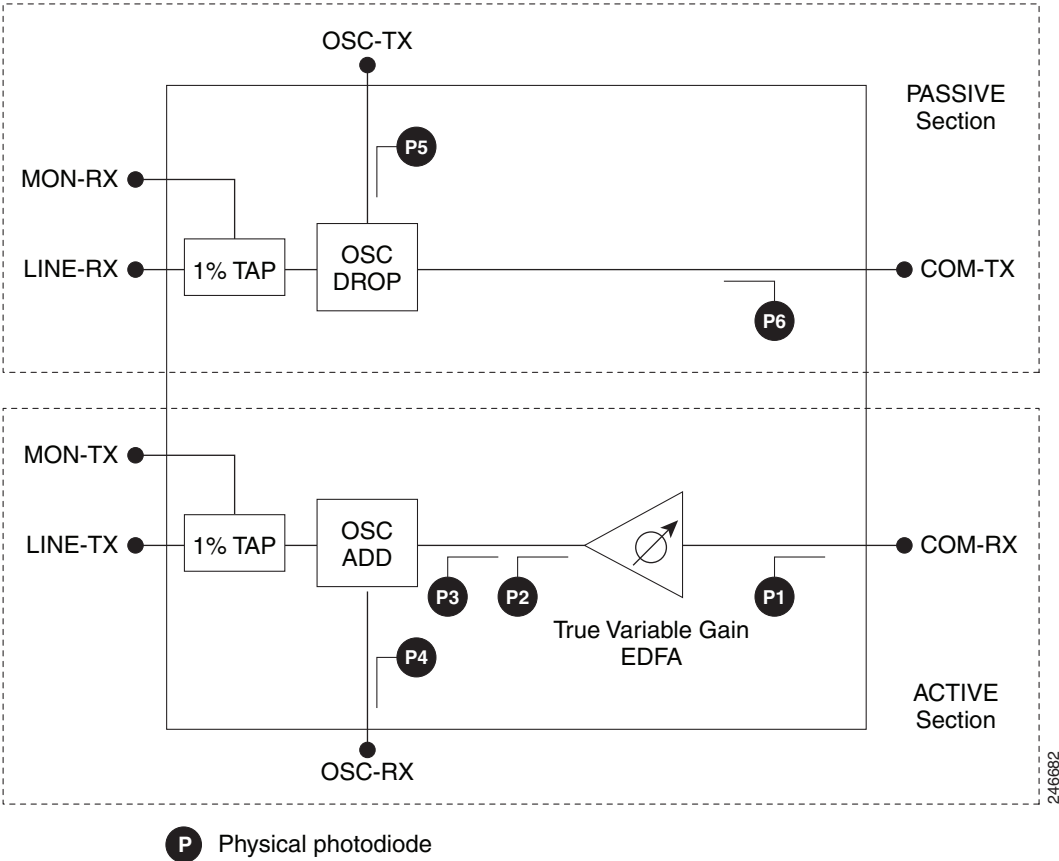 OSC-TX
PASSIVE
Section
P5
MON-RX
LINE-RX
1% TAP
OSC
DROP
COM-TX
P6
MON-TX
LINE-TX
1% TAP
OSC
ADD
COM-RX
P3
P2
P1
True Variable Gain
EDFA
P4
ACTIVE
Section
OSC-RX
246682
P Physical photodiode